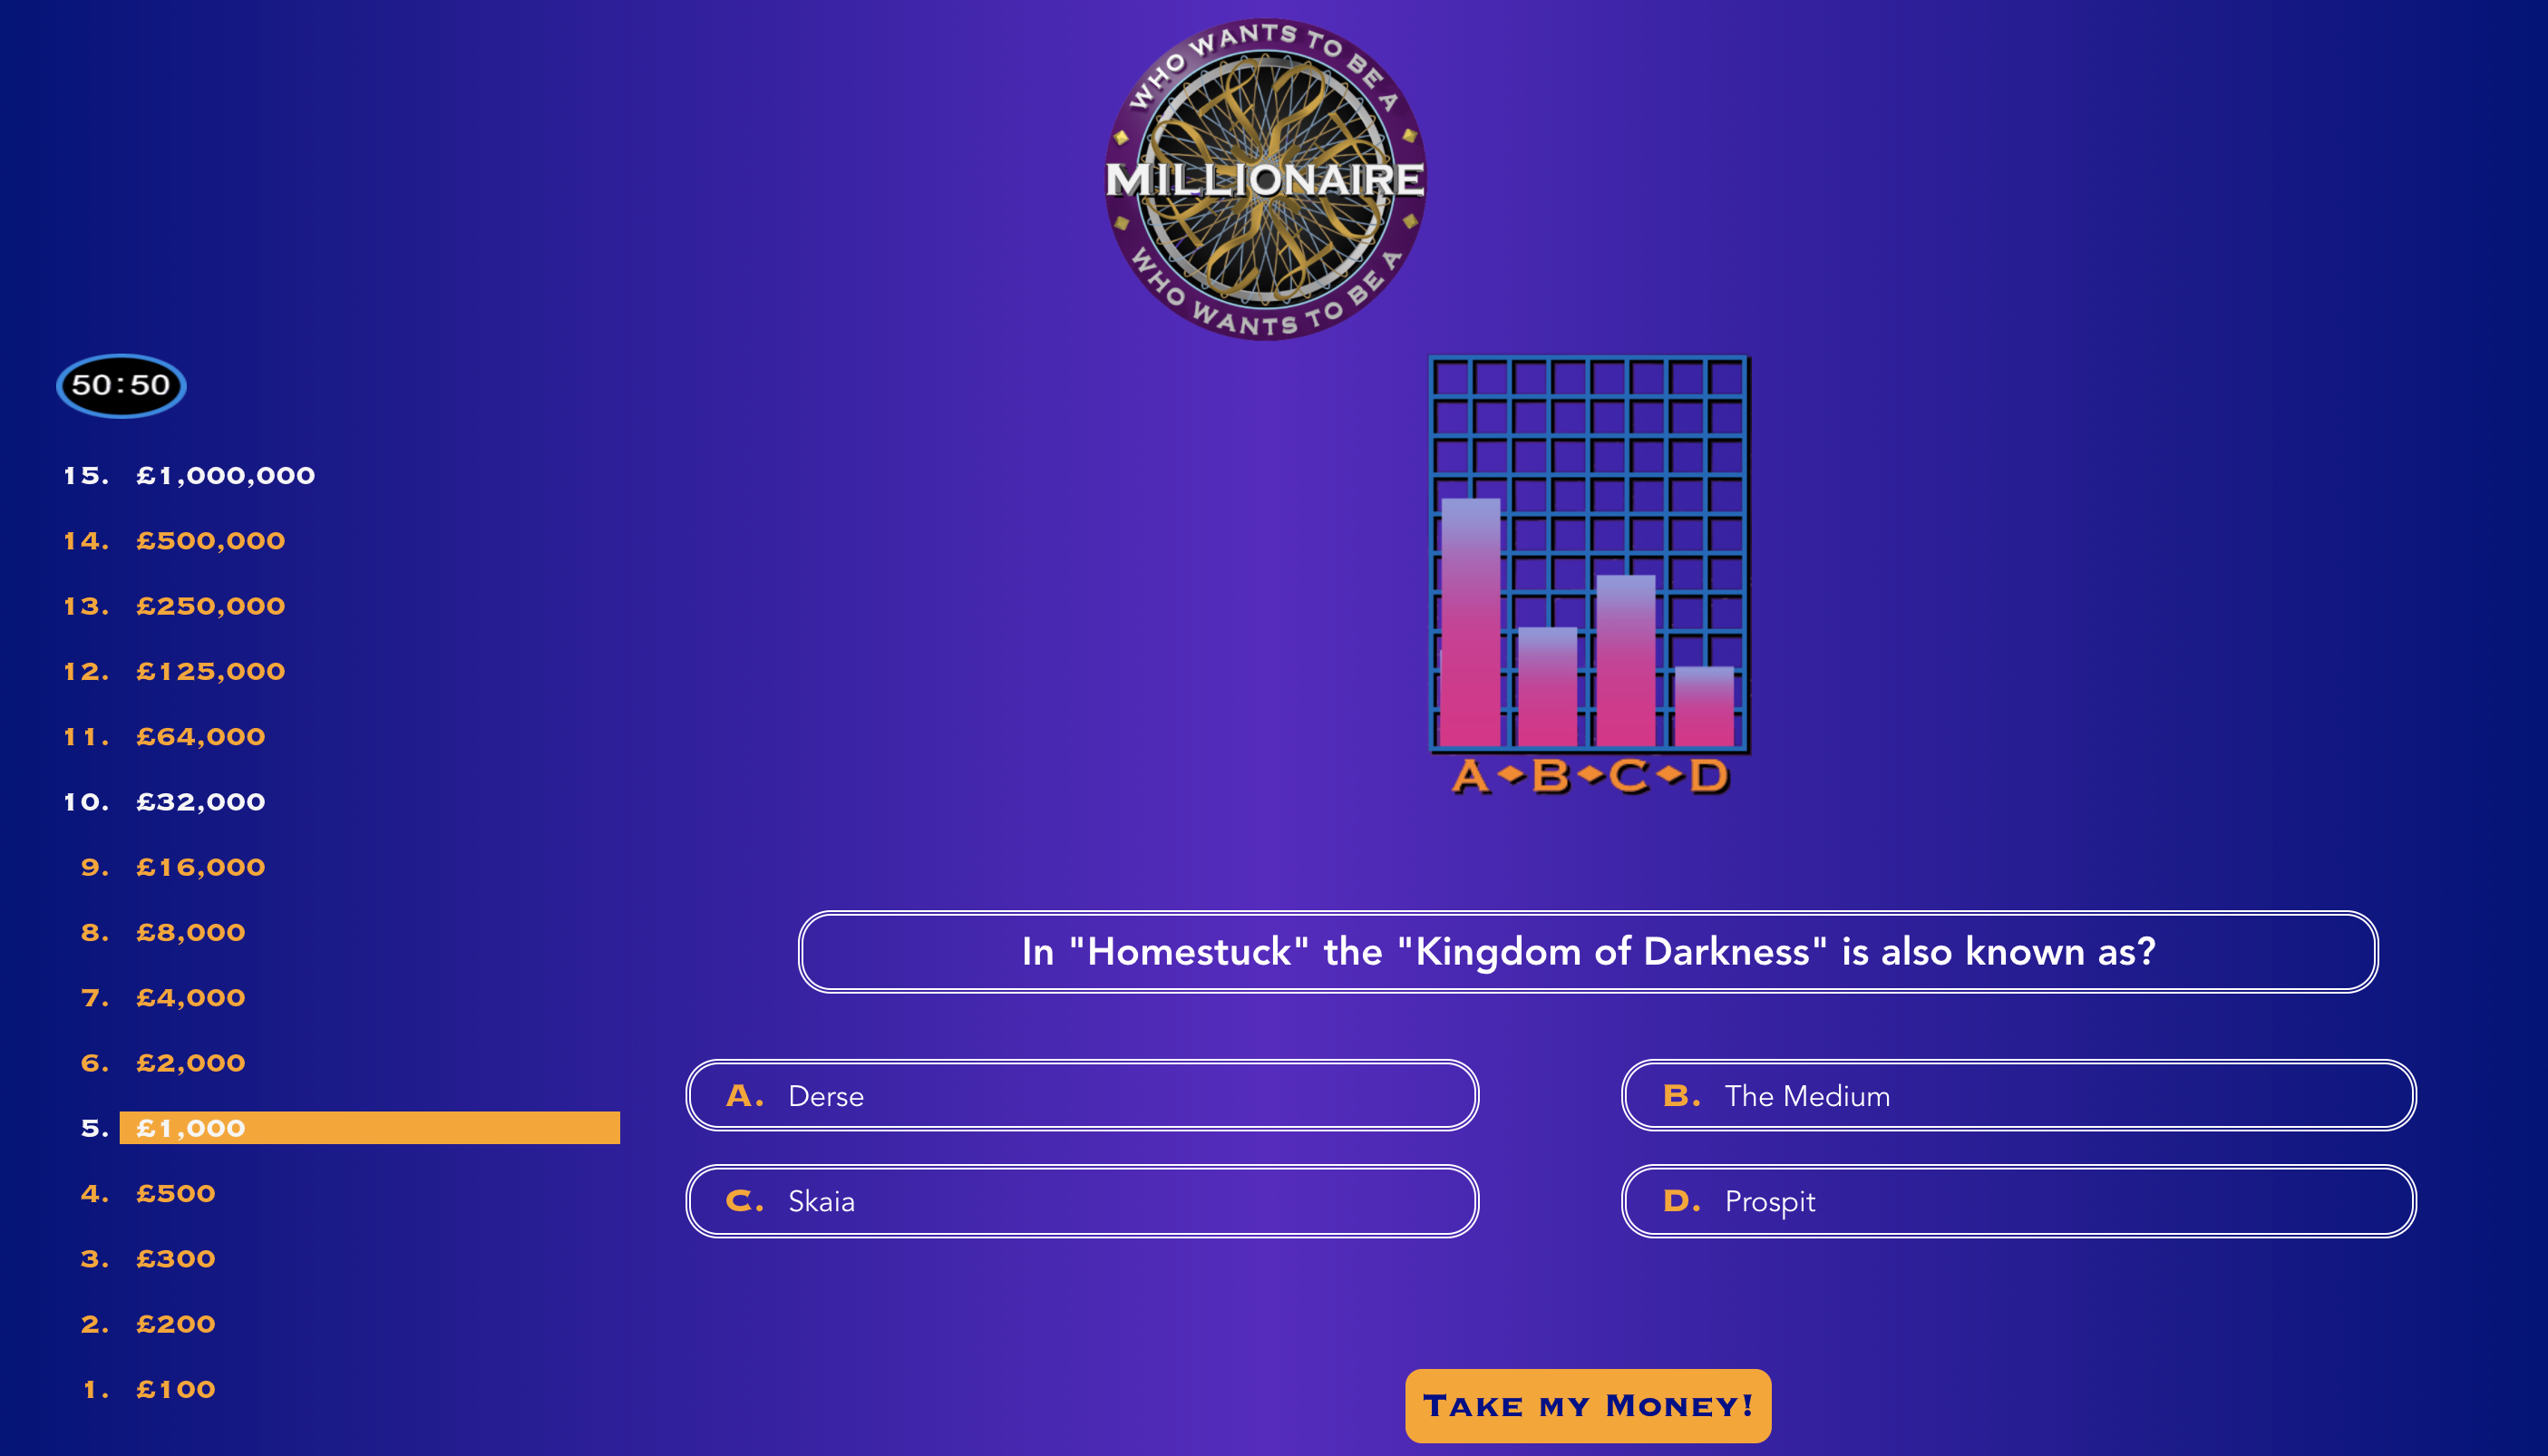 WHO WANTS TO BE A
MILLIONAIRE
WHO WANTS TO BE A
50:50
15. £1,000,000
14. £500,000
13. £250,000
12. £125,000
11. £64,000
10. £32,000
9. £16,000
8. £8,000
7. £4,000
6. £2,000
5. £1,000
4. £500
3. £300
2. £200
1. £100
A◆B◆C◆D
In "Homestuck" the "Kingdom of Darkness" is also known as?
A. Derse
B. The Medium
C. Skaia
D. Prospit
TAKE MY MONEY!